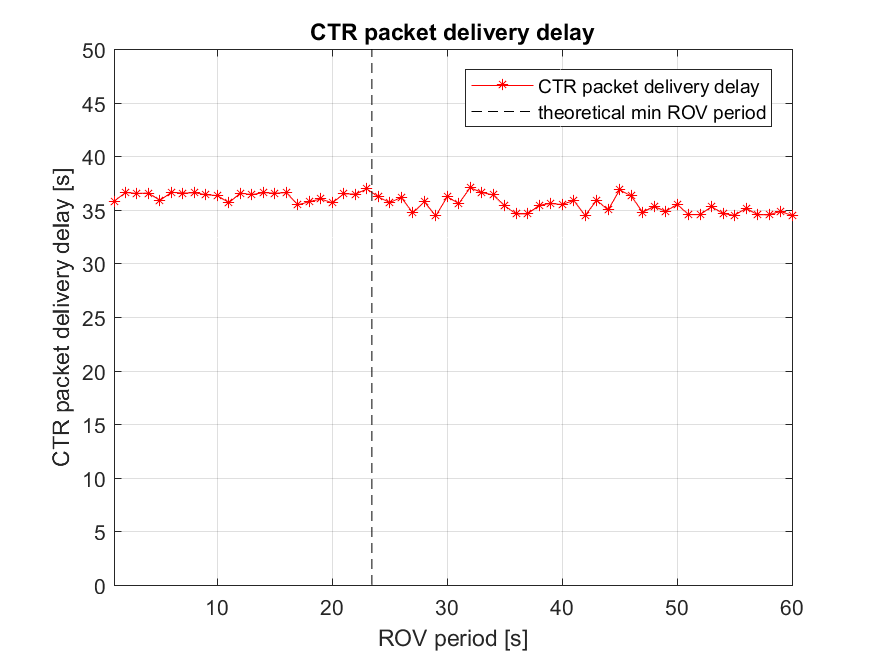 CTR packet delivery delay
CTR packet delivery delay
theoretical min ROV period
CTR packet delivery delay [s]
50
45
40
35
30
25
20
15
10
5
0
10 20 30 40 50 60
ROV period [s]